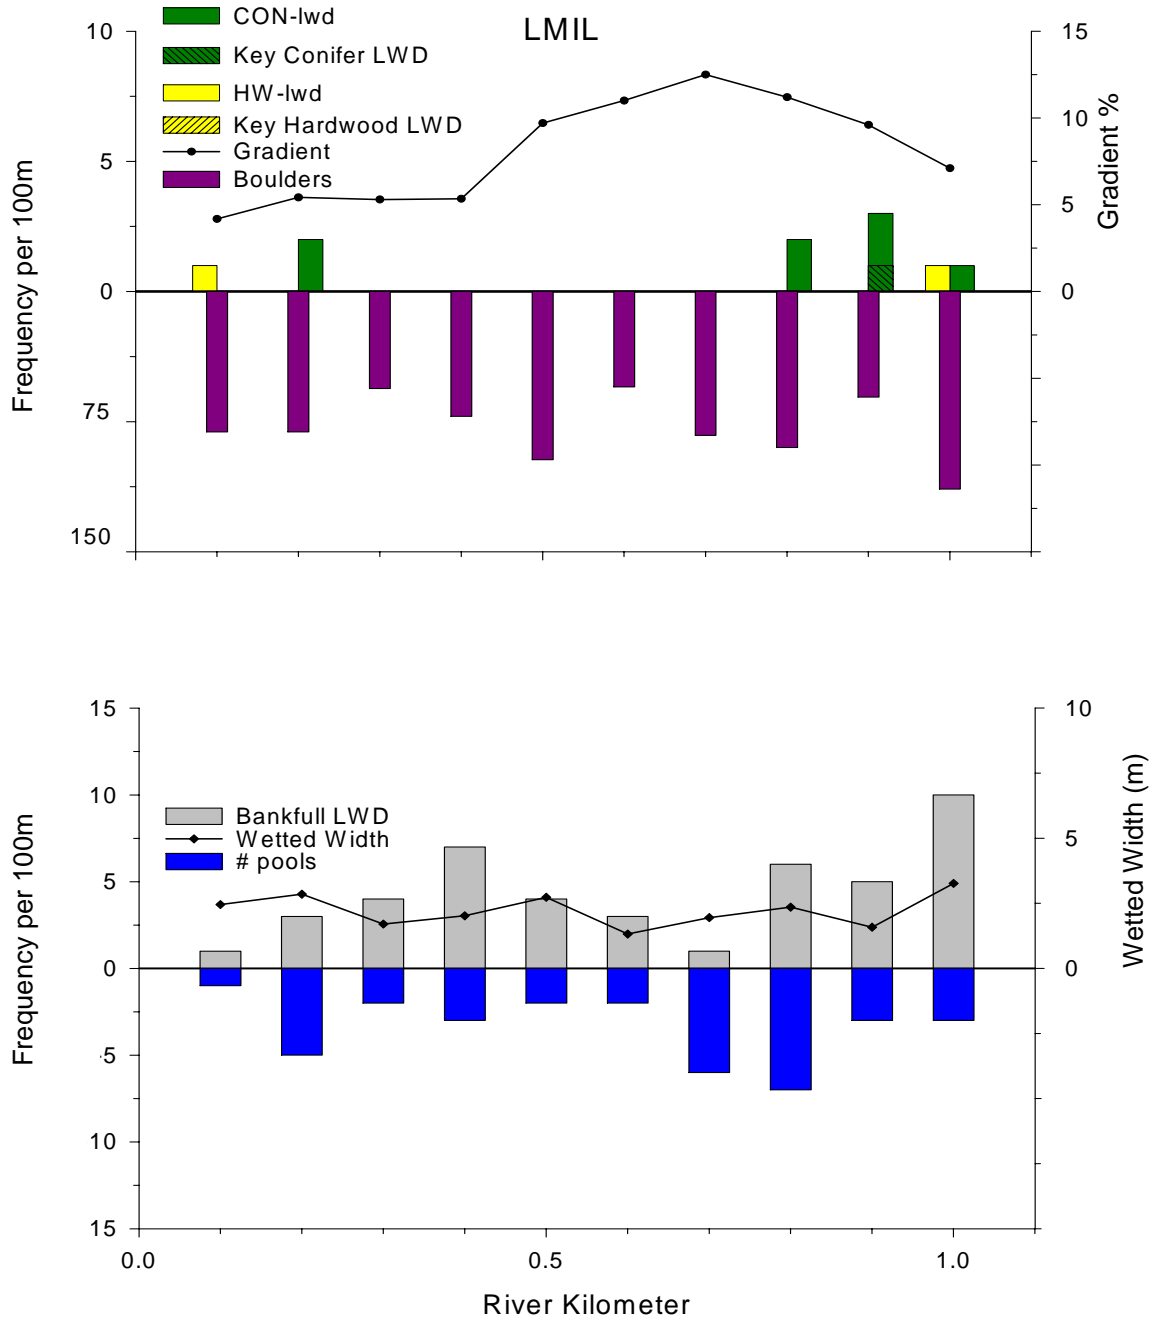 LMIL
CON-lwd
Key Conifer LWD
HW-lwd
Key Hardwood LWD
Gradient
Boulders
10
5
0
75
150
Frequency per 100m
15
10
5
0
Gradient %
15
10
5
0
5
10
15
Frequency per 100m
Bankfull LWD
Wetted Width
# pools
10
5
0
Wetted Width (m)
0.0
0.5
1.0
River Kilometer